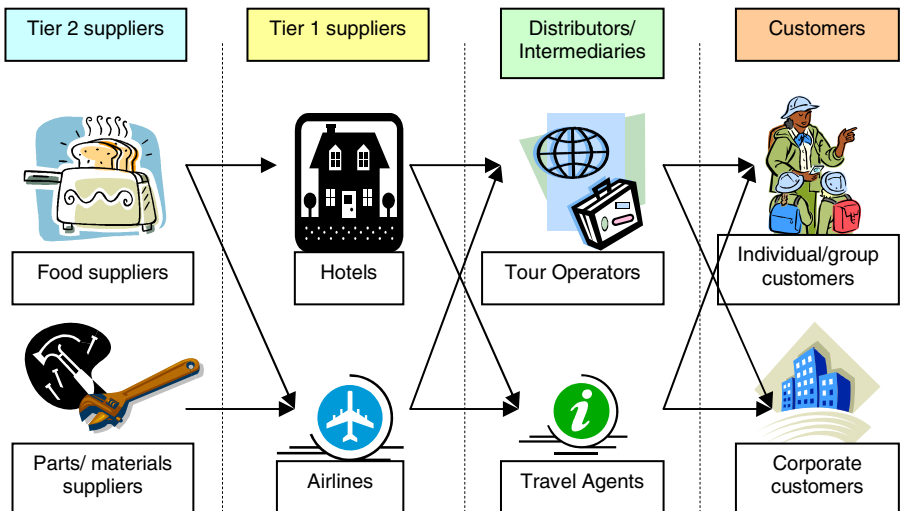 Tier 2 suppliers
Tier 1 suppliers
Distributors/
Intermediaries
Customers
Food suppliers
Hotels
Tour Operators
Individual/group
customers
Parts/ materials
suppliers
Airlines
i
Travel Agents
Corporate
customers